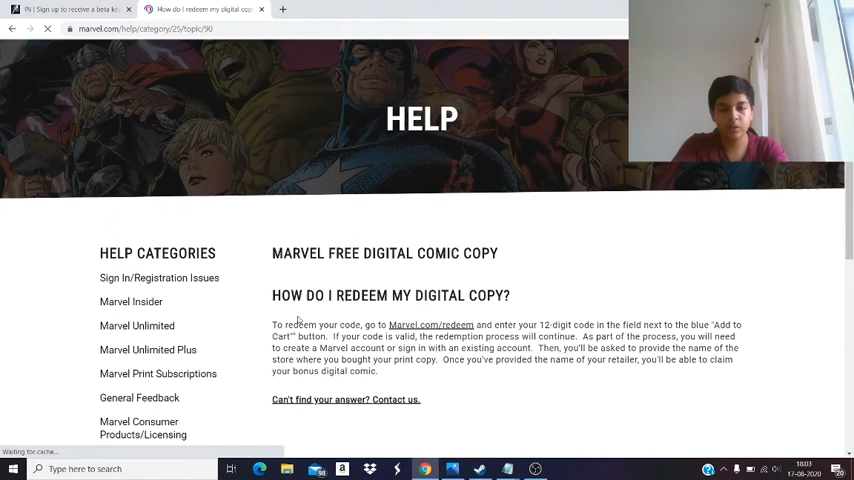 IN | Sign up to receive a beta ke
How do I redeem my digital cop
marvel.com/help/category/25/topic/90
HELP
HELP CATEGORIES
Sign In/Registration Issues
Marvel Insider
Marvel Unlimited
Marvel Unlimited Plus
Marvel Print Subscriptions
General Feedback
Marvel Consumer
Products/Licensing
MARVEL FREE DIGITAL COMIC COPY
HOW DO I REDEEM MY DIGITAL COPY?
To redeem your code, go to Marvel.com/redeem and enter your 12-digit code in the field next to the blue "Add to
Cart"" button.  If your code is valid, the redemption process will continue.  As part of the process, you will need
to create a Marvel account or sign in with an existing account.  Then, you'll be asked to provide the name of the
store where you bought your print copy.  Once you've provided the name of your retailer, you'll be able to claim
your bonus digital comic.
Can't find your answer? Contact us.
Waiting for cache...
Type here to search
98
18:03
17-08-2020
20